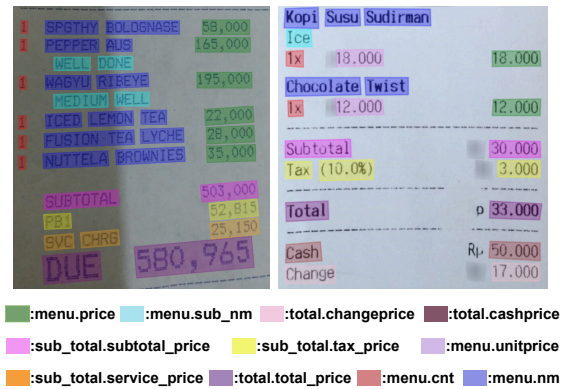 1 SPGTHY BOLOGNASE 58,000
1 PEPPER AUS 165,000
WELL DONE
1 WAGYU RIBEYE 195,000
MEDIUM WELL
1 ICED LEMON TEA 22,000
1 FUSION-TEA LYCHE 28,000
1 NUTTELA BROWNIES 35,000
SUBTOTAL 503,000
PB1 52,815
SVC CHRG 25,150
DUE 580,965
Kopi Susu Sudirman
Ice
1x 18.000 18.000
Chocolate Twist
1x 12.000 12.000
Subtotal 30.000
Tax (10.0%) 3.000
Total p 33.000
Cash Rp 50.000
Change 17.000
:menu.price :menu.sub_nm :total.changeprice :total.cashprice
:sub_total.subtotal_price :sub_total.tax_price :menu.unitprice
:sub_total.service_price :total.total_price :menu.cnt :menu.nm